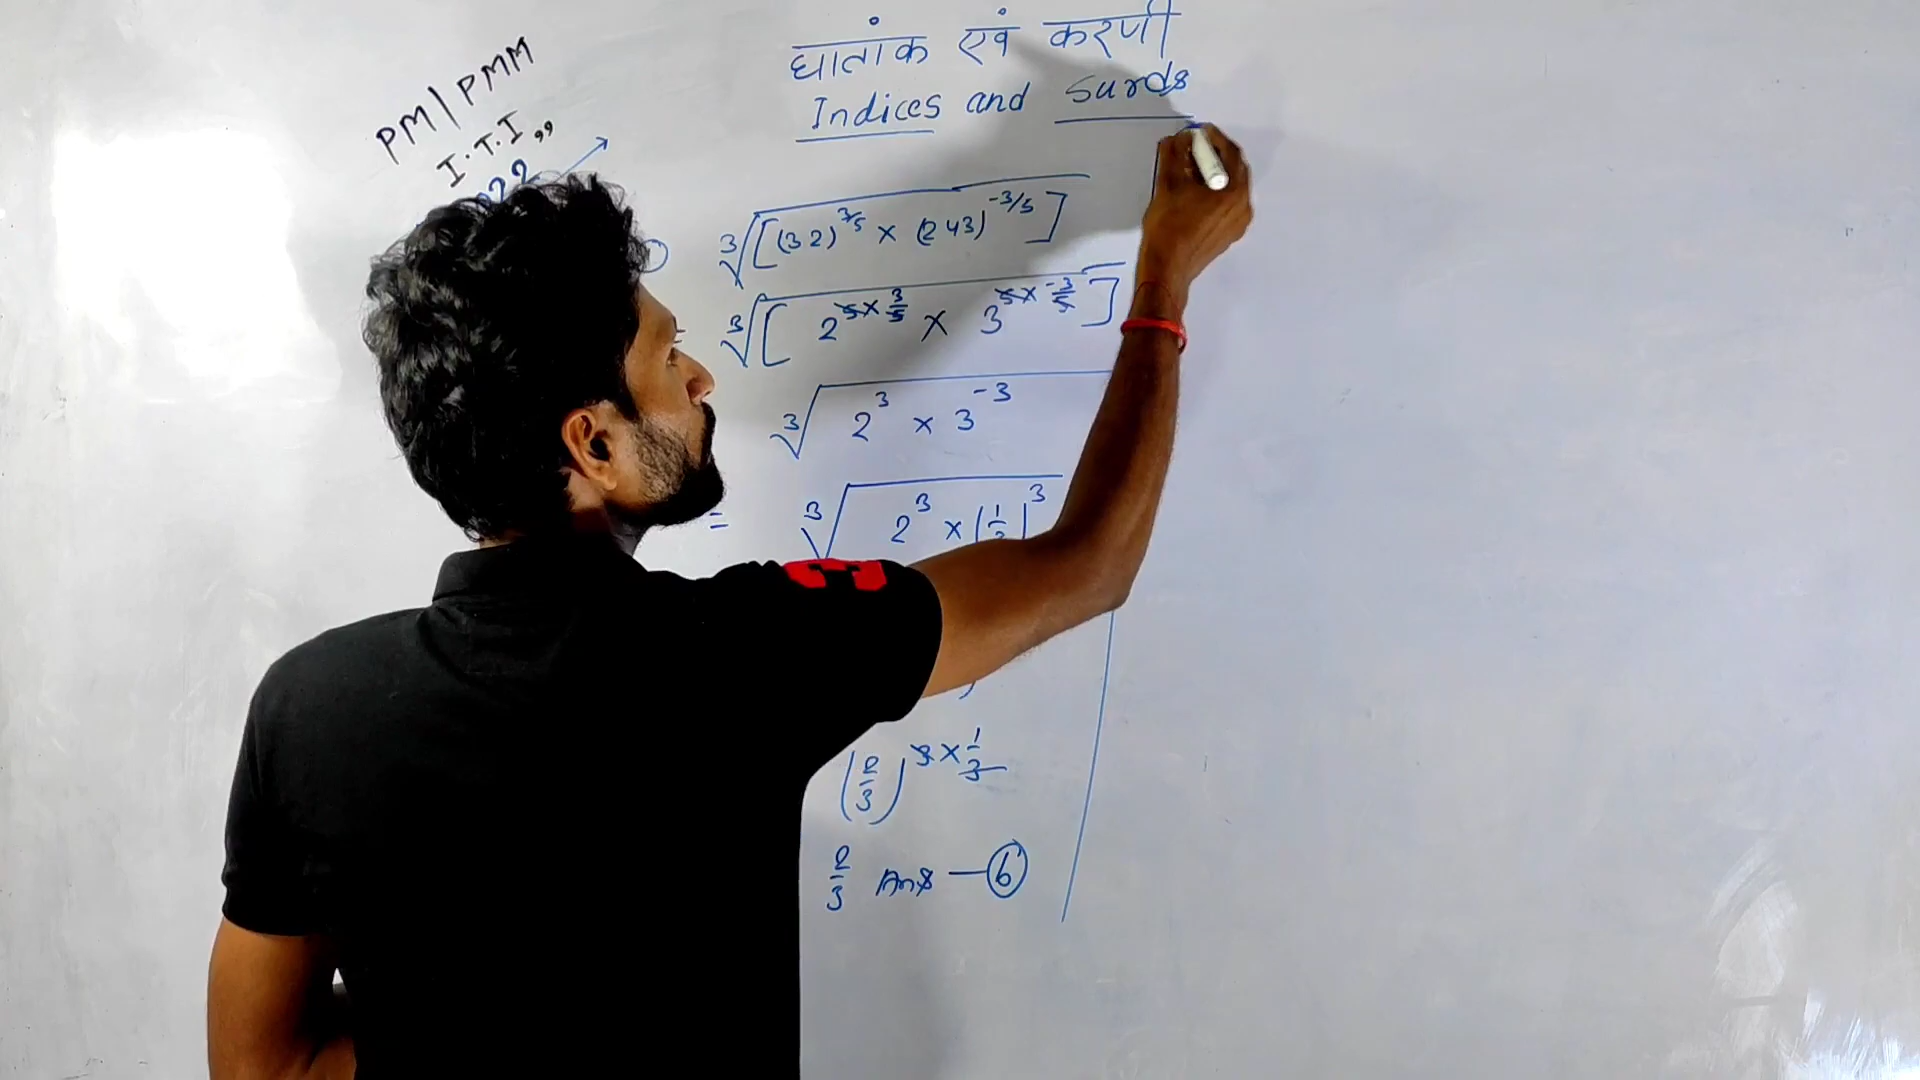 घातांक एवं करणी
Indices and Surds
PM/PMM
I.T.I,,
22
∛[(32)^3/5 × (243)^-3/5]
∛[2^5×3/5 × 3^5×-3/5]
∛2^3 × 3^-3
= ∛2^3 × (1/3)^3
(2/3)^3×1/3
2/3 Ans — (b)